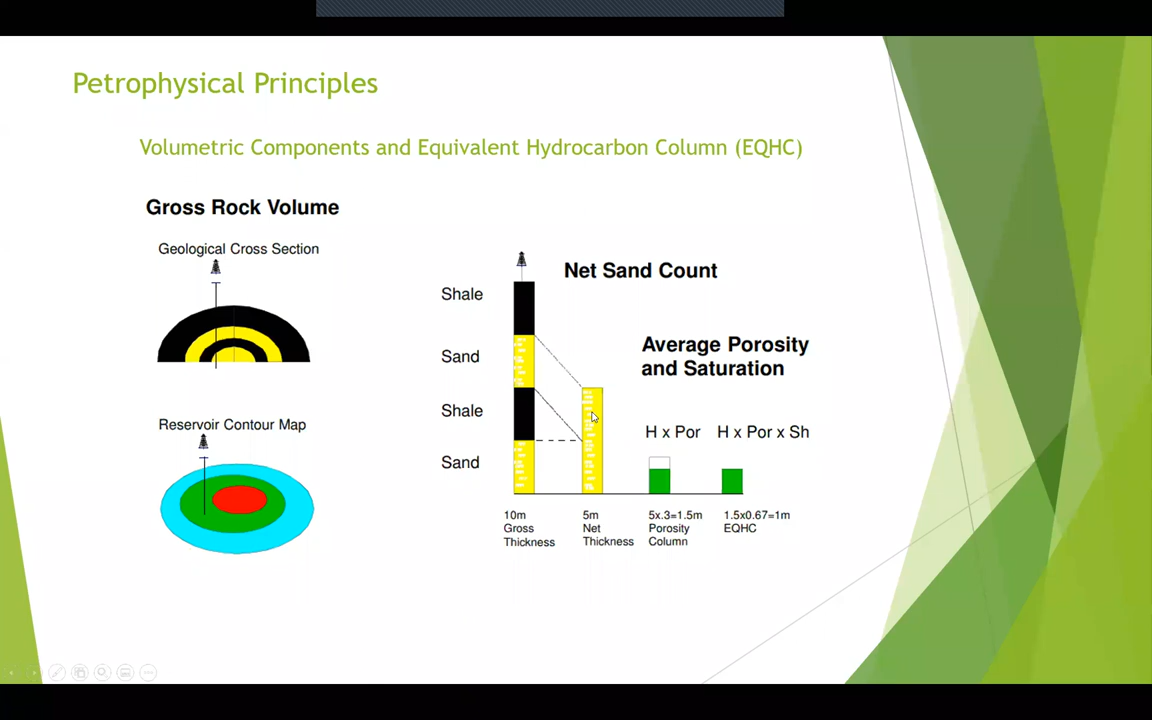 Petrophysical Principles
Volumetric Components and Equivalent Hydrocarbon Column (EQHC)
Gross Rock Volume
Geological Cross Section
Reservoir Contour Map
Net Sand Count
Shale
Sand
Shale
Sand
Average Porosity
and Saturation
H x Por
H x Por x Sh
10m
Gross
Thickness
5m
Net
Thickness
5x.3=1.5m
Porosity
Column
1.5x0.67=1m
EQHC